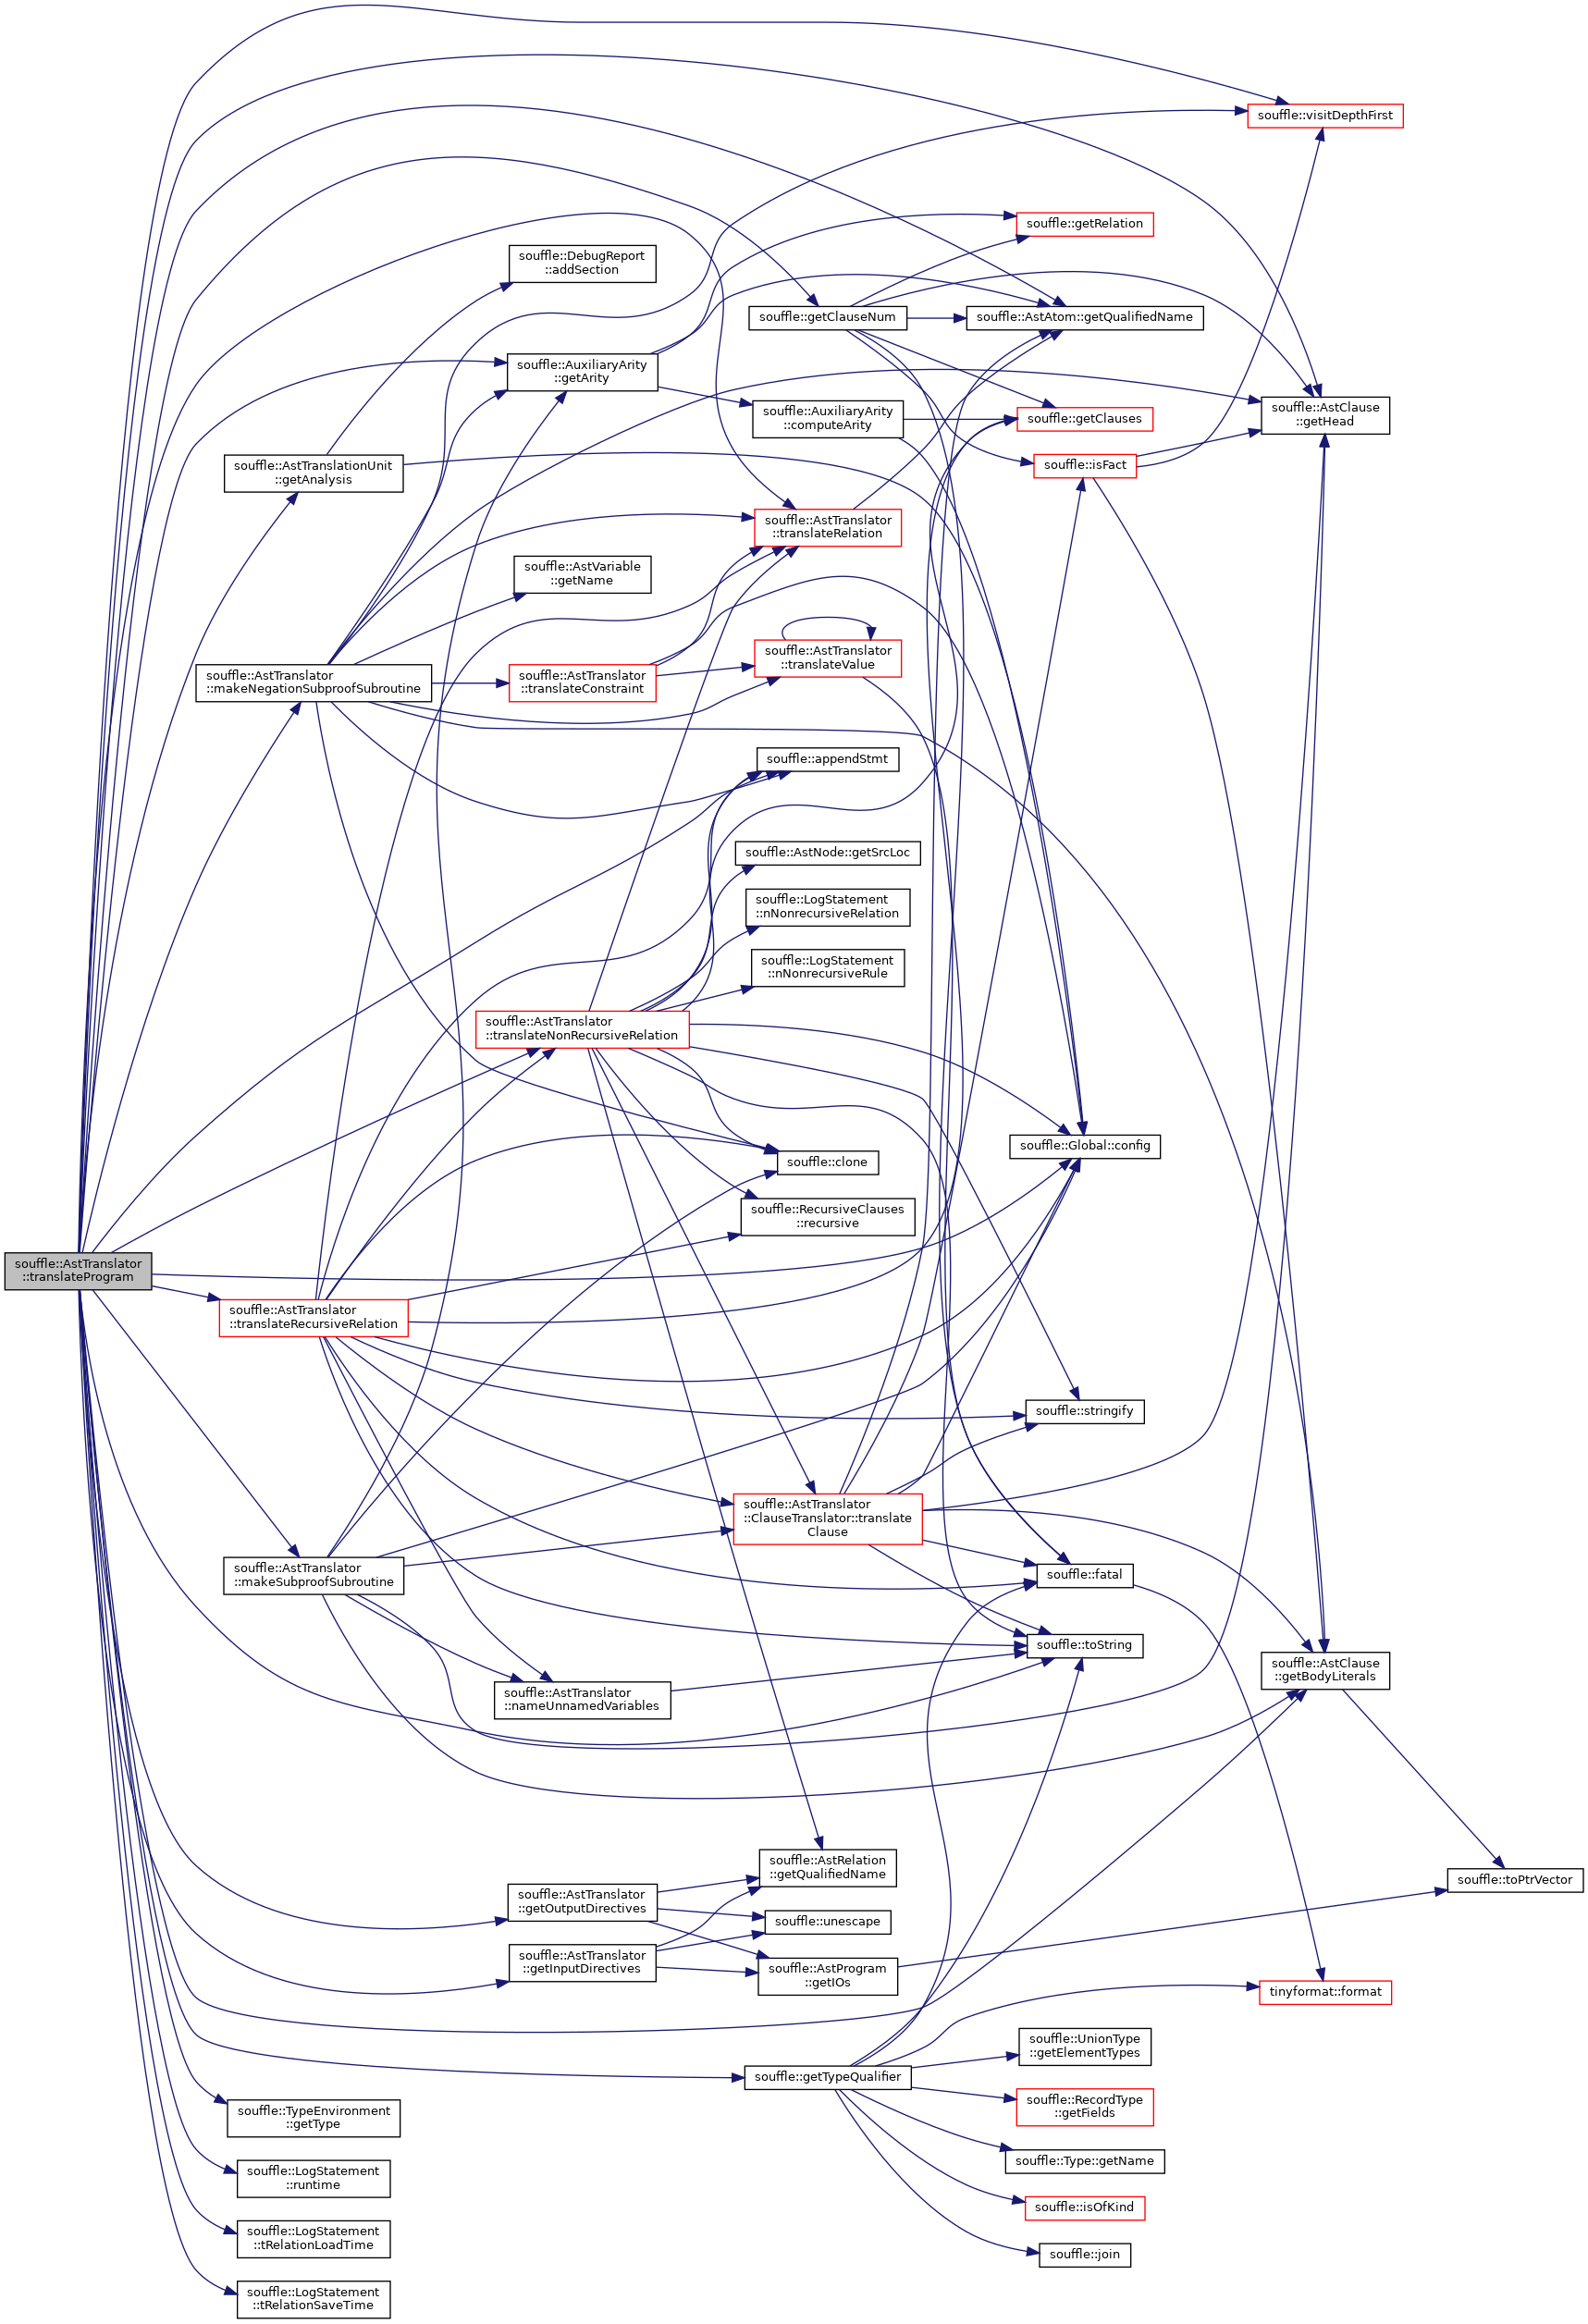 souffle::visitDepthFirst
souffle::getRelation
souffle::DebugReport
::addSection
souffle::getClauseNum
souffle::AstAtom::getQualifiedName
souffle::AuxiliaryArity
::getArity
souffle::AuxiliaryArity
::computeArity
souffle::getClauses
souffle::AstClause
::getHead
souffle::AstTranslationUnit
::getAnalysis
souffle::isFact
souffle::AstTranslator
::translateRelation
souffle::AstVariable
::getName
souffle::AstTranslator
::makeNegationSubproofSubroutine
souffle::AstTranslator
::translateConstraint
souffle::AstTranslator
::translateValue
souffle::appendStmt
souffle::AstNode::getSrcLoc
souffle::LogStatement
::nNonrecursiveRelation
souffle::LogStatement
::nNonrecursiveRule
souffle::AstTranslator
::translateNonRecursiveRelation
souffle::Global::config
souffle::clone
souffle::RecursiveClauses
::recursive
souffle::AstTranslator
::translateProgram
souffle::AstTranslator
::translateRecursiveRelation
souffle::stringify
souffle::AstTranslator
::ClauseTranslator::translate
Clause
souffle::AstTranslator
::makeSubproofSubroutine
souffle::fatal
souffle::toString
souffle::AstTranslator
::nameUnnamedVariables
souffle::AstClause
::getBodyLiterals
souffle::AstRelation
::getQualifiedName
souffle::toPtrVector
souffle::AstTranslator
::getOutputDirectives
souffle::unescape
souffle::AstTranslator
::getInputDirectives
souffle::AstProgram
::getIOs
tinyformat::format
souffle::UnionType
::getElementTypes
souffle::getTypeQualifier
souffle::RecordType
::getFields
souffle::TypeEnvironment
::getType
souffle::Type::getName
souffle::LogStatement
::runtime
souffle::isOfKind
souffle::LogStatement
::tRelationLoadTime
souffle::join
souffle::LogStatement
::tRelationSaveTime